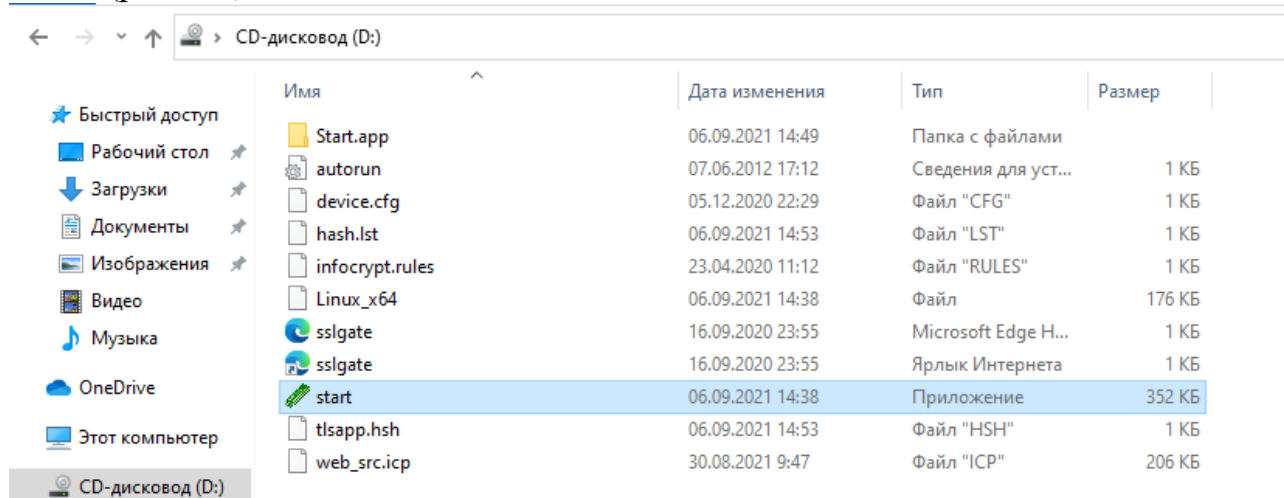 CD-дисковод (D:)
Имя Дата изменения Тип Размер
Быстрый доступ
Рабочий стол
Загрузки
Документы
Изображения
Видео
Музыка
OneDrive
Этот компьютер
CD-дисковод (D:)
Start.app 06.09.2021 14:49 Папка с файлами
autorun 07.06.2012 17:12 Сведения для уст... 1 КБ
device.cfg 05.12.2020 22:29 Файл "CFG" 1 КБ
hash.lst 06.09.2021 14:53 Файл "LST" 1 КБ
infocrypt.rules 23.04.2020 11:12 Файл "RULES" 1 КБ
Linux_x64 06.09.2021 14:38 Файл 176 КБ
sslgate 16.09.2020 23:55 Microsoft Edge H... 1 КБ
sslgate 16.09.2020 23:55 Ярлык Интернета 1 КБ
start 06.09.2021 14:38 Приложение 352 КБ
tlsapp.hsh 06.09.2021 14:53 Файл "HSH" 1 КБ
web_src.icp 30.08.2021 9:47 Файл "ICP" 206 КБ